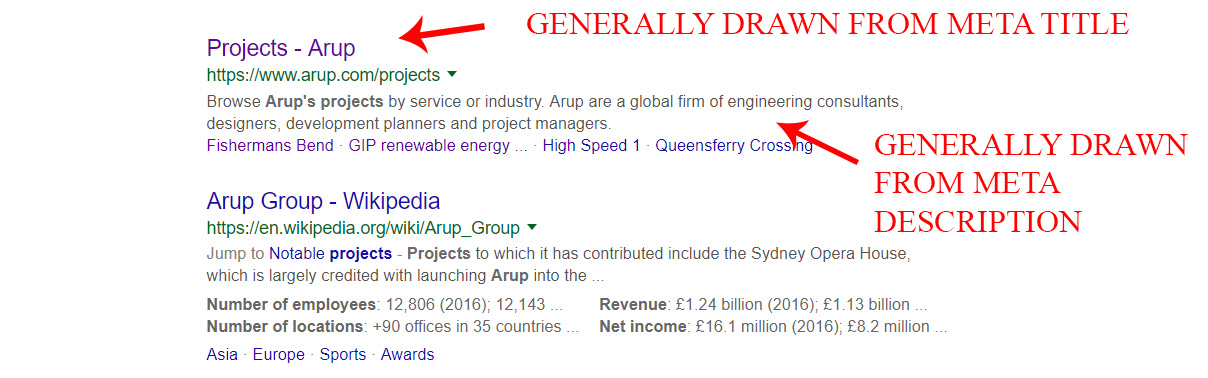 GENERALLY DRAWN FROM META TITLE
Projects - Arup
https://www.arup.com/projects
Browse Arup's projects by service or industry. Arup are a global firm of engineering consultants,
designers, development planners and project managers.
Fishermans Bend · GIP renewable energy ... · High Speed 1 · Queensferry Crossing
GENERALLY DRAWN
FROM META
DESCRIPTION
Arup Group - Wikipedia
https://en.wikipedia.org/wiki/Arup_Group
Jump to Notable projects - Projects to which it has contributed include the Sydney Opera House,
which is largely credited with launching Arup into the ...
Number of employees: 12,806 (2016); 12,143 ... Revenue: £1.24 billion (2016); £1.13 billion ...
Number of locations: +90 offices in 35 countries ... Net income: £16.1 million (2016); £8.2 million ...
Asia · Europe · Sports · Awards